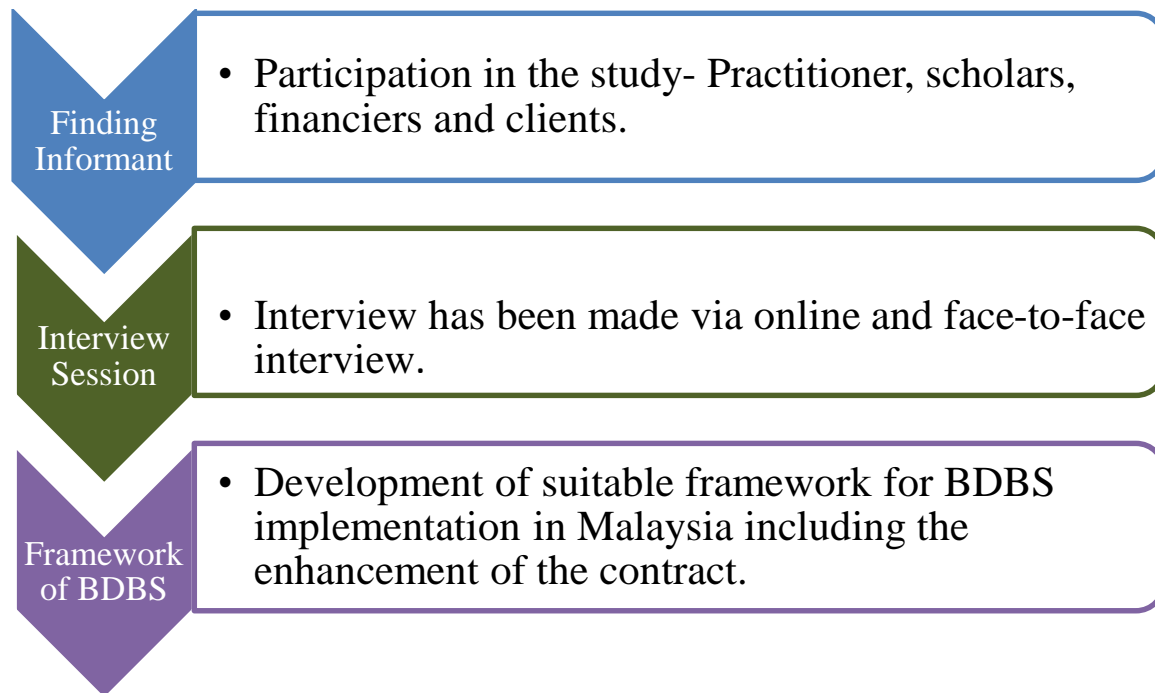 Finding
Informant
• Participation in the study- Practitioner, scholars,
financiers and clients.
Interview
Session
• Interview has been made via online and face-to-face
interview.
Framework
of BDBS
• Development of suitable framework for BDBS
implementation in Malaysia including the
enhancement of the contract.